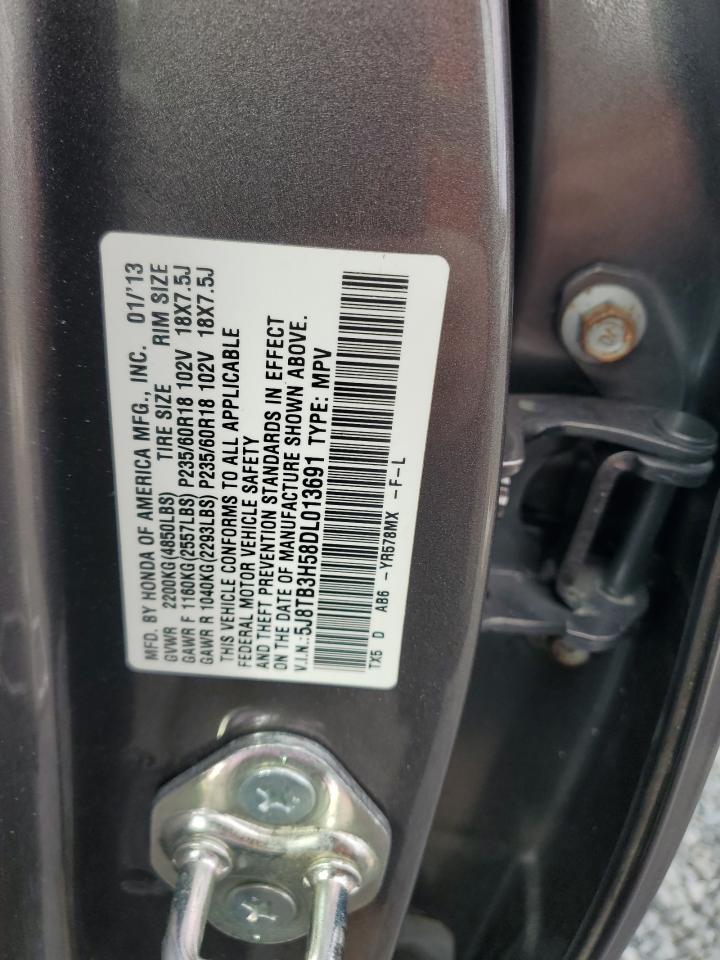 MFD. BY HONDA OF AMERICA MFG., INC. 01/'13
GVWR 2200KG(4850LBS) TIRE SIZE RIM SIZE
GAWR F 1160KG(2557LBS) P235/60R18 102V 18X7.5J
GAWR R 1040KG(2293LBS) P235/60R18 102V 18X7.5J
THIS VEHICLE CONFORMS TO ALL APPLICABLE
FEDERAL MOTOR VEHICLE SAFETY
AND THEFT PREVENTION STANDARDS IN EFFECT
ON THE DATE OF MANUFACTURE SHOWN ABOVE.
V.I.N.:5J8TB3H58DL013691 TYPE: MPV
TX5 D AB6 -YR578MX -F-L